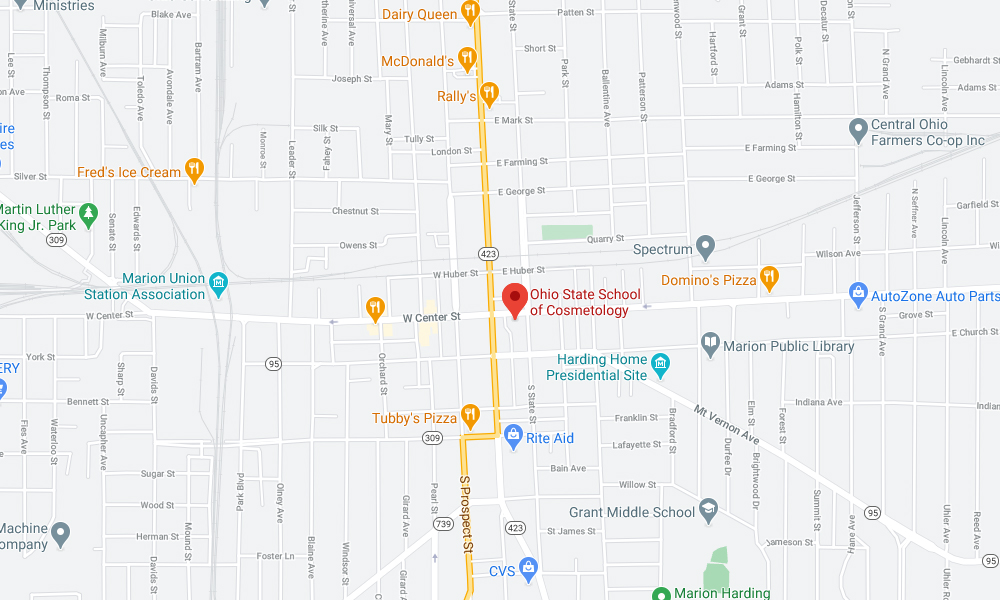 Ministries
Blake Ave
Dairy Queen
State St
Patten St
Grant St
Decatur St
Milburn Ave
Bartram Ave
Short St
McDonald's
Hartford St
Polk St
N Grand Ave
Lee St
Thompson St
Joseph St
Park St
Ballentine Ave
Patterson St
Gebhardt St
Lincoln Ave
Toledo Ave
Avondale Ave
Adams St
Adams S
Rally's
Roma St
Mary St
Hamilton St
E Mark St
Central Ohio
Farmers Co-op Inc
Silk St
Monroe St
Leader St
Fahey St
Tully St
London St
E Farming St
E Farming St
Fred's Ice Cream
Silver St
E George St
E George St
Martin Luther
King Jr. Park
309
Senate St
Edwards St
Chestnut St
Jefferson St
N Seffner Ave
Lincoln Ave
Garfield St
Owens St
Quarry St
Spectrum
423
Wilson Ave
W Huber St
E Huber St
Marion Union
Station Association
Domino's Pizza
Ohio State School
of Cosmetology
AutoZone Auto Parts
W Center St
W Center St
Grove St
S Grand Ave
E Church St
York St
95
Orchard St
Marion Public Library
Harding Home
Presidential Site
Sharp St
Davids St
Bennett St
S State St
Elm St
Forest St
Indiana Ave
Tubby's Pizza
Mt Vernon Ave
Fies Ave
Waterloo St
Uncapher Ave
309
Rite Aid
Franklin St
Bradford St
Lafayette St
Durfee Dr
Brightwood Dr
Bain Ave
Sugar St
Park Blvd
Olney Ave
Pearl St
S Prospect St
Willow St
Wood St
Girard Ave
Grant Middle School
Summit St
95
Uhler Ave
Reed Ave
Machine
Mound St
739
423
St James St
Herman St
Blaine Ave
Windsor St
Jameson St
Davids St
Foster Ln
CVS
95
Marion Harding